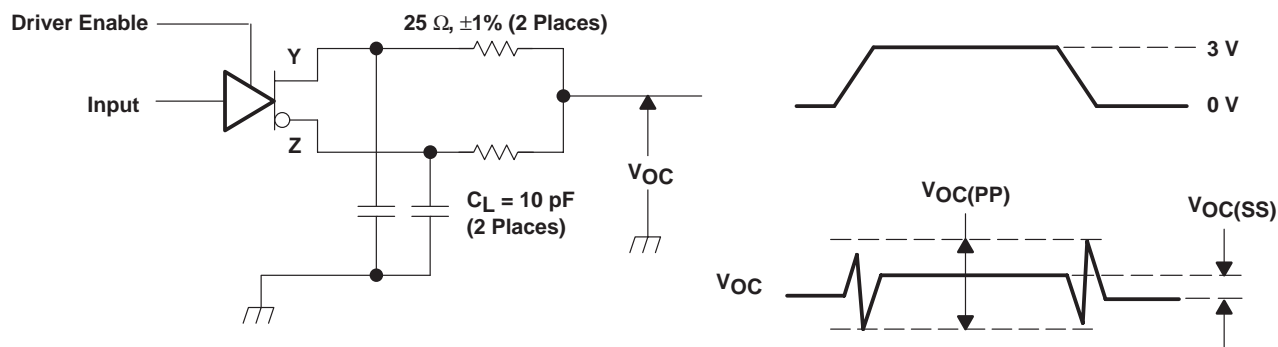 Driver Enable
25 Ω, ±1% (2 Places)
Y
Input
Z
VOC
CL = 10 pF
(2 Places)
3 V
0 V
VOC(PP)
VOC(SS)
VOC